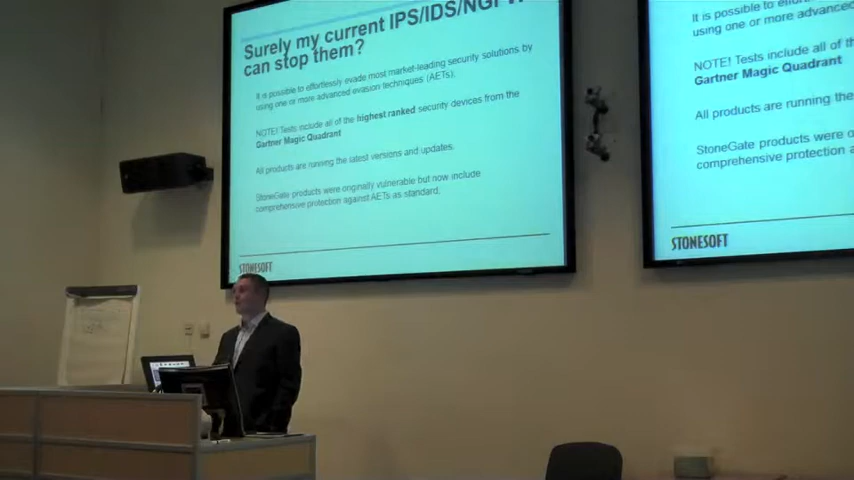 Surely my current IPS/IDS/NGFW
can stop them?
It is possible to effortlessly evade most market-leading security solutions by
using one or more advanced evasion techniques (AETs).
NOTE! Tests include all of the highest ranked security devices from the
Gartner Magic Quadrant
All products are running the latest versions and updates.
StoneGate products were originally vulnerable but now include
comprehensive protection against AETs as standard.
STONESOFT
It is possible to
using one or more advanced
NOTE! Tests include all of
Gartner Magic Quadrant
All products are running the
StoneGate products were
comprehensive protection
STONESOFT